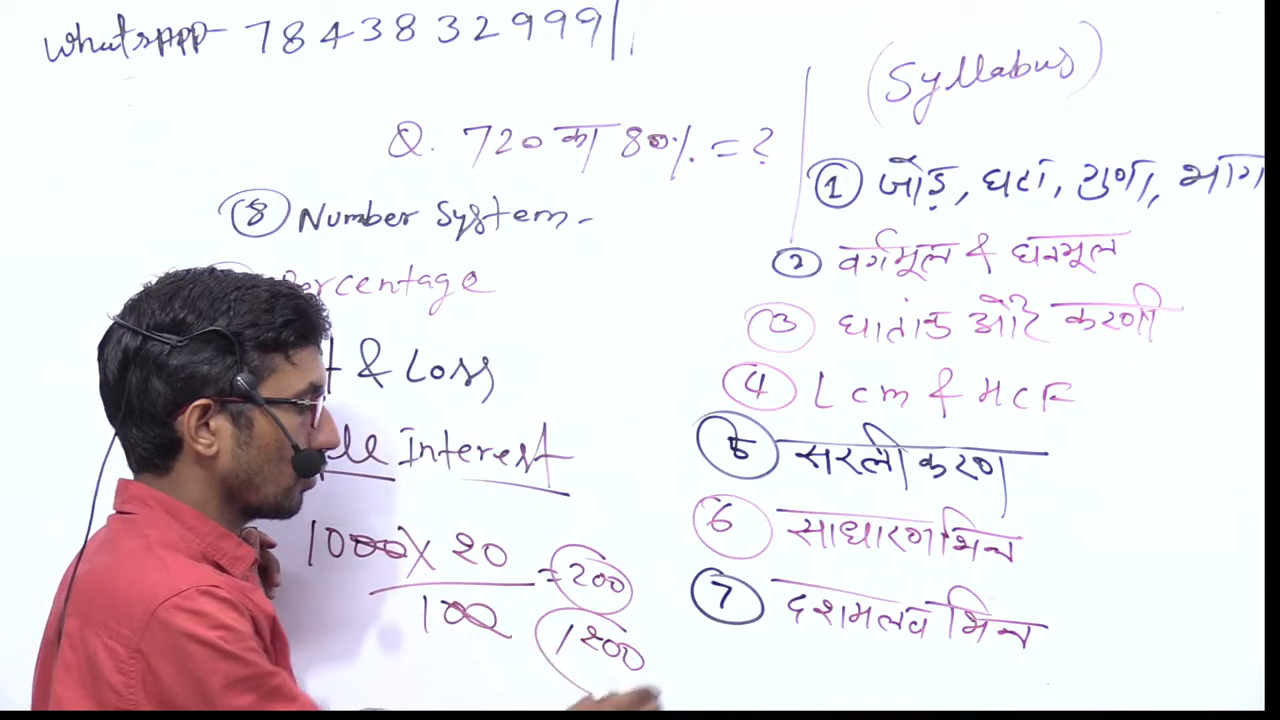 Whatsppp - 7843832999
(Syllabus)
Q. 720 का 80% = ?
① जोड़, घटा, गुणा, भाग
② वर्गमूल & घनमूल
③ घातांक और करणी
④ Lcm & HCF
⑤ सरलीकरण
⑥ साधारण भिन्न
⑦ दशमलव भिन्न
⑧ Number System -
Percentage
& Loss
Interest
1000 × 20
100
= 200
1200